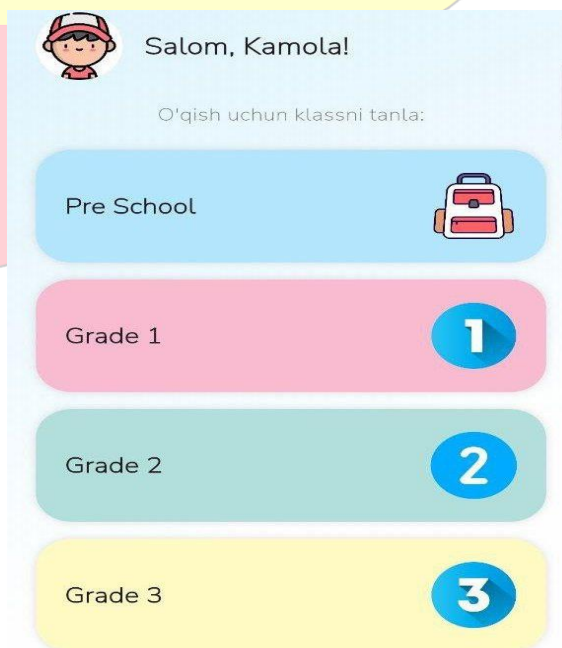 Salom, Kamola!
O'qish uchun klassni tanla:
Pre School
Grade 1
1
Grade 2
2
Grade 3
3